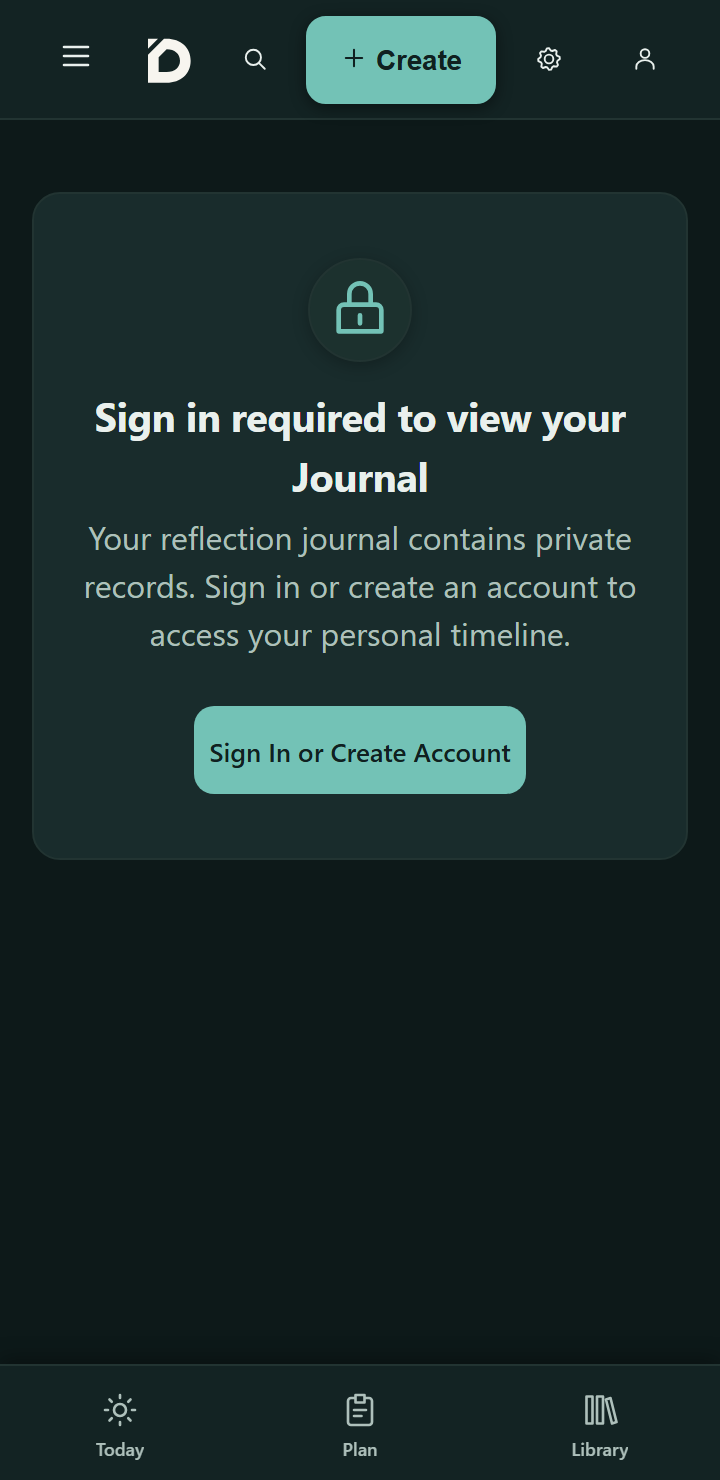 Create
Sign in required to view your
Journal
Your reflection journal contains private
records. Sign in or create an account to
access your personal timeline.
Sign In or Create Account
Today
Plan
Library